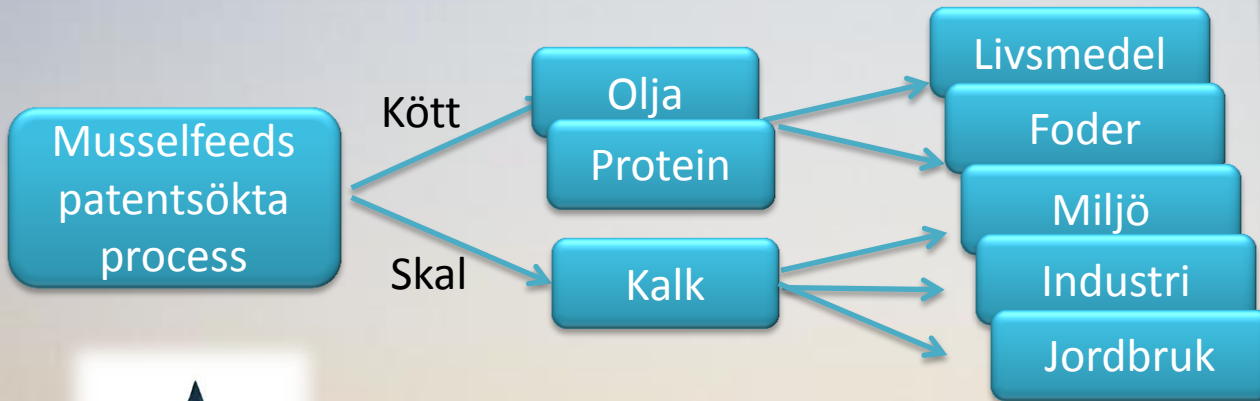 Musselfeeds
patentsökta
process
Kött
Skal
Olja
Protein
Kalk
Livsmedel
Foder
Miljö
Industri
Jordbruk